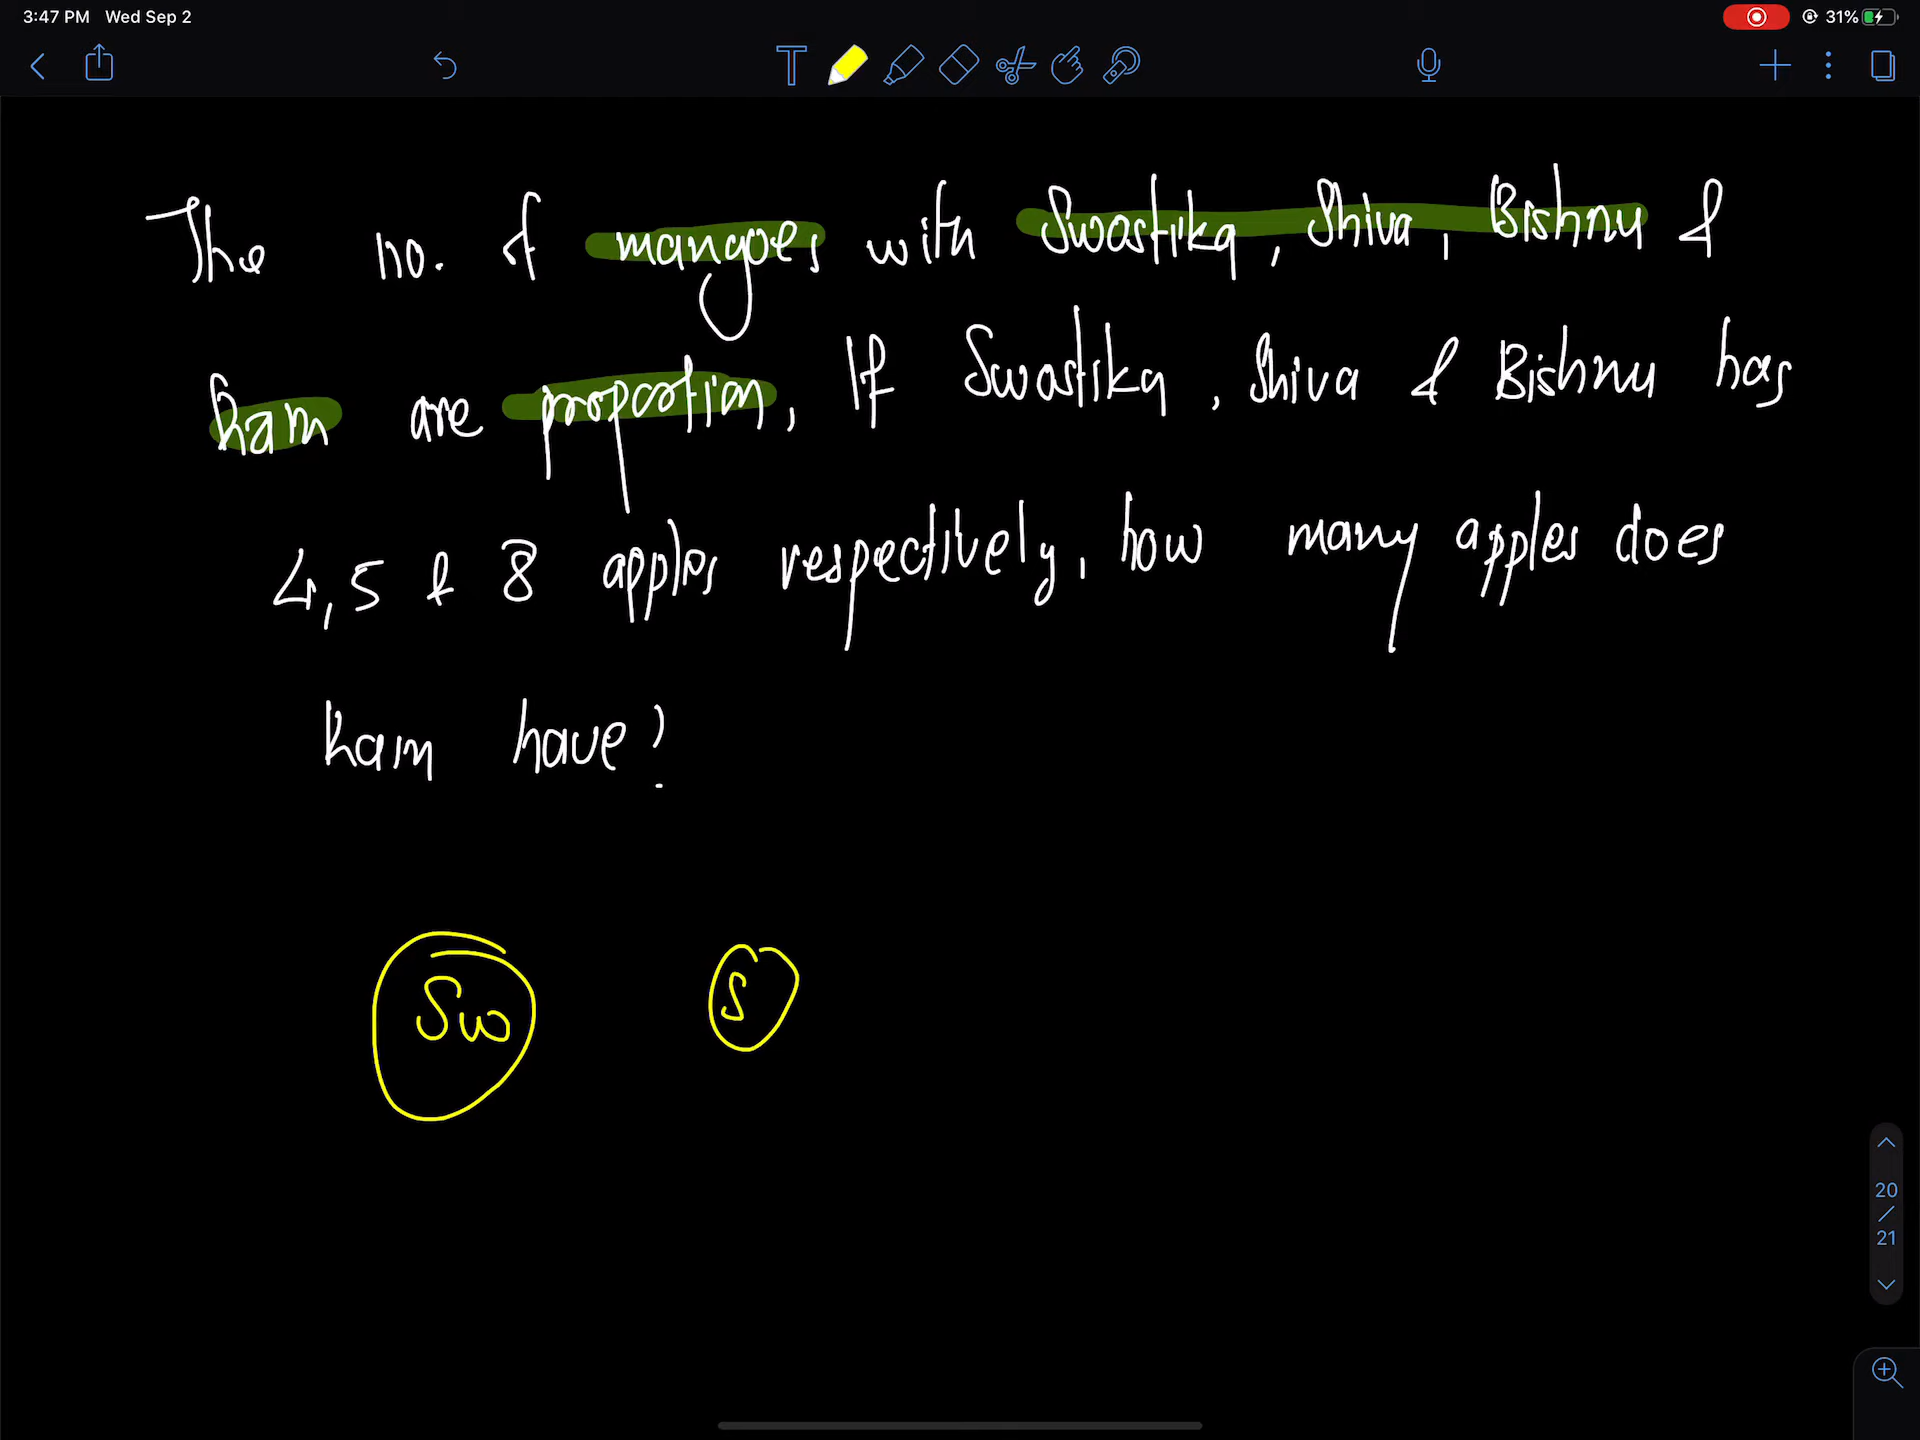 3:47 PM Wed Sep 2
31%
The no. of mangoes with Swastika, Shiva, Bishnu &
Ram are proportion, If Swastika, Shiva & Bishnu has
4, 5 & 8 apples respectively, how many apples does
Ram have?
Sw S
20
/
21